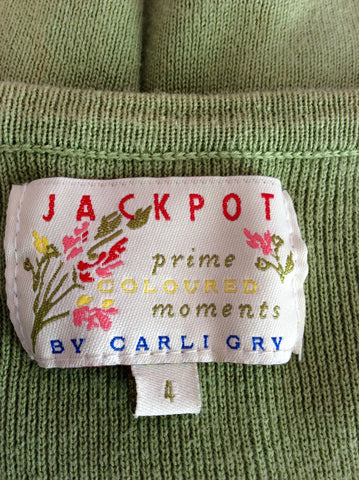 JACKPOT
prime
COLOURED
moments
BY CARLI GRY
4